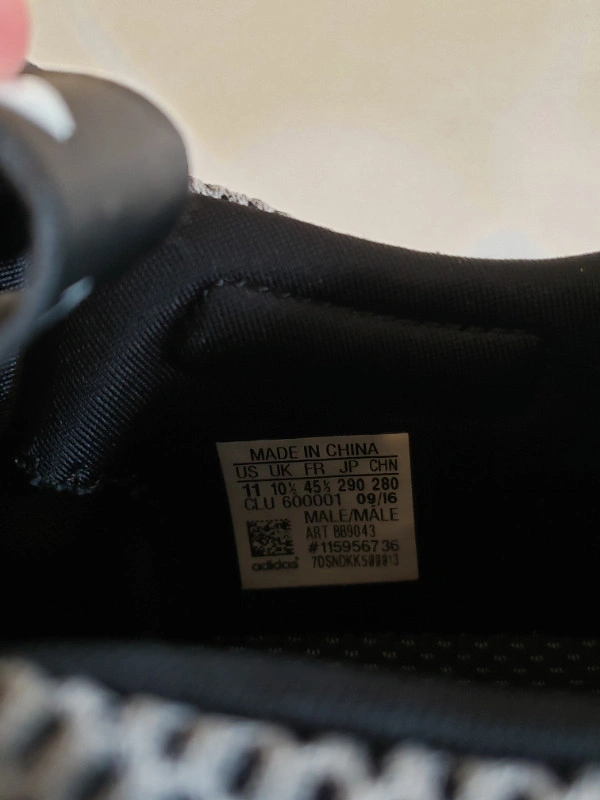 MADE IN CHINA
US UK FR JP CHN
11 10½ 45⅓ 290 280
CLU 600001 09/16
MALE/MÂLE
ART BB9043
#115956736
adidas